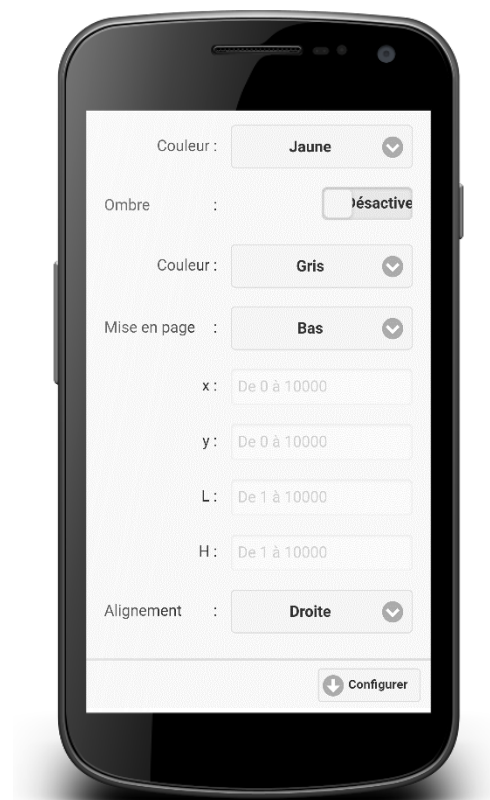 Couleur : Jaune
Ombre : Désactive
Couleur : Gris
Mise en page : Bas
x : De 0 à 10000
y : De 0 à 10000
L : De 1 à 10000
H : De 1 à 10000
Alignement : Droite
Configurer